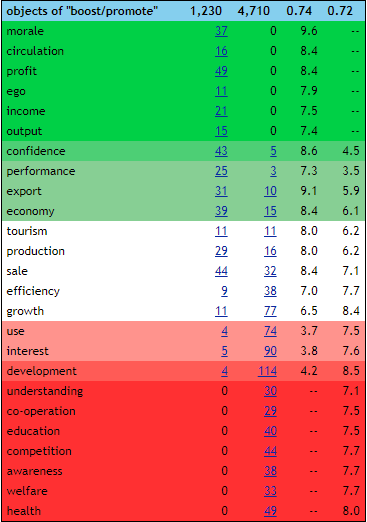 objects of "boost/promote" 1,230 4,710 0.74 0.72
morale 37 0 9.6 --
circulation 16 0 8.4 --
profit 49 0 8.4 --
ego 11 0 7.9 --
income 21 0 7.5 --
output 15 0 7.4 --
confidence 43 5 8.6 4.5
performance 25 3 7.3 3.5
export 31 10 9.1 5.9
economy 39 15 8.4 6.1
tourism 11 11 8.0 6.2
production 29 16 8.0 6.2
sale 44 32 8.4 7.1
efficiency 9 38 7.0 7.7
growth 11 77 6.5 8.4
use 4 74 3.7 7.5
interest 5 90 3.8 7.6
development 4 114 4.2 8.5
understanding 0 30 -- 7.1
co-operation 0 29 -- 7.5
education 0 40 -- 7.5
competition 0 44 -- 7.7
awareness 0 38 -- 7.7
welfare 0 33 -- 7.7
health 0 49 -- 8.0